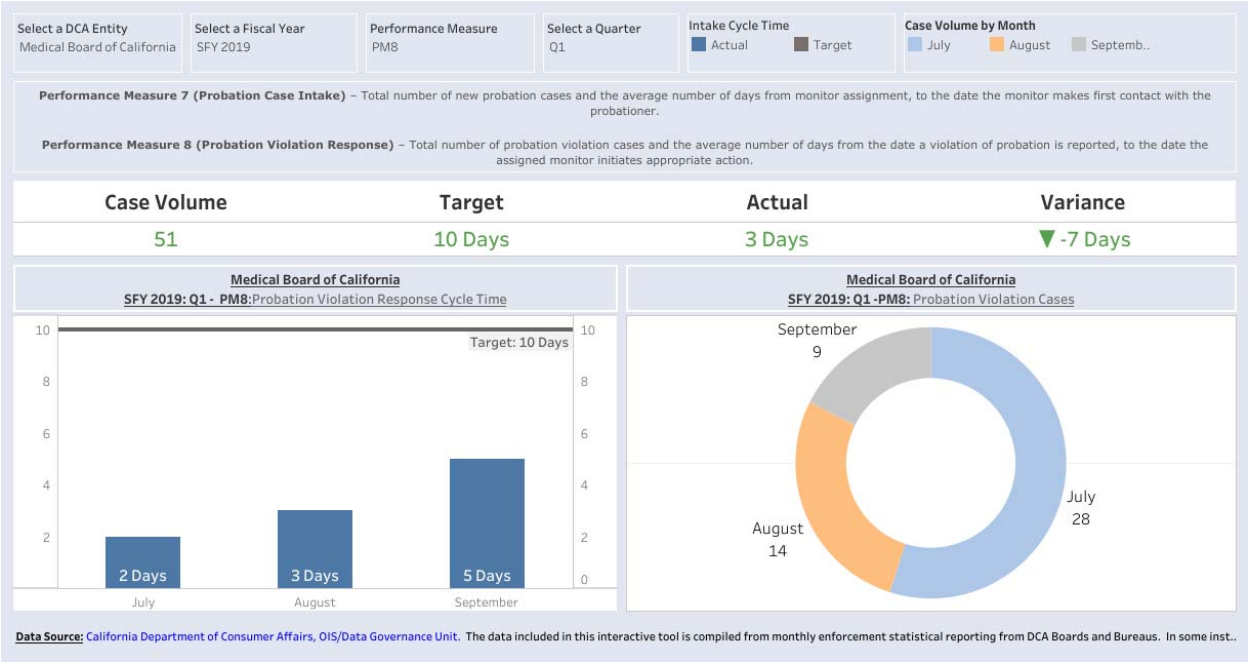 Select a DCA Entity
Medical Board of California
Select a Fiscal Year
SFY 2019
Performance Measure
PM8
Select a Quarter
Q1
Intake Cycle Time
Actual
Target
Case Volume by Month
July
August
Septemb..
Performance Measure 7 (Probation Case Intake) – Total number of new probation cases and the average number of days from monitor assignment, to the date the monitor makes first contact with the
probationer.
Performance Measure 8 (Probation Violation Response) – Total number of probation violation cases and the average number of days from the date a violation of probation is reported, to the date the
assigned monitor initiates appropriate action.
Case Volume
Target
Actual
Variance
51
10 Days
3 Days
▼ -7 Days
Medical Board of California
SFY 2019: Q1 - PM8:Probation Violation Response Cycle Time
10
8
6
4
2
10
8
6
4
2
0
Target: 10 Days
2 Days
3 Days
5 Days
July
August
September
Medical Board of California
SFY 2019: Q1 -PM8: Probation Violation Cases
September
9
July
28
August
14
Data Source: California Department of Consumer Affairs, OIS/Data Governance Unit. The data included in this interactive tool is compiled from monthly enforcement statistical reporting from DCA Boards and Bureaus. In some inst..